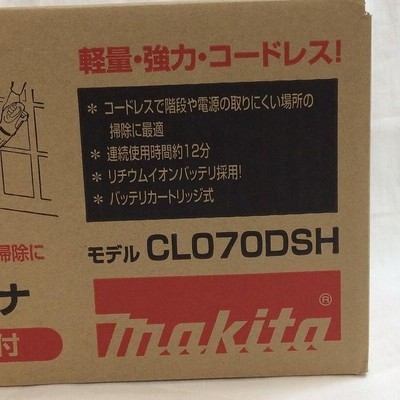 軽量・強力・コードレス!
* コードレスで階段や電源の取りにくい場所の
掃除に最適
* 連続使用時間約12分
* リチウムイオンバッテリ採用!
* バッテリカートリッジ式
掃除に
モデル CL070DSH
ナ
付
makita®